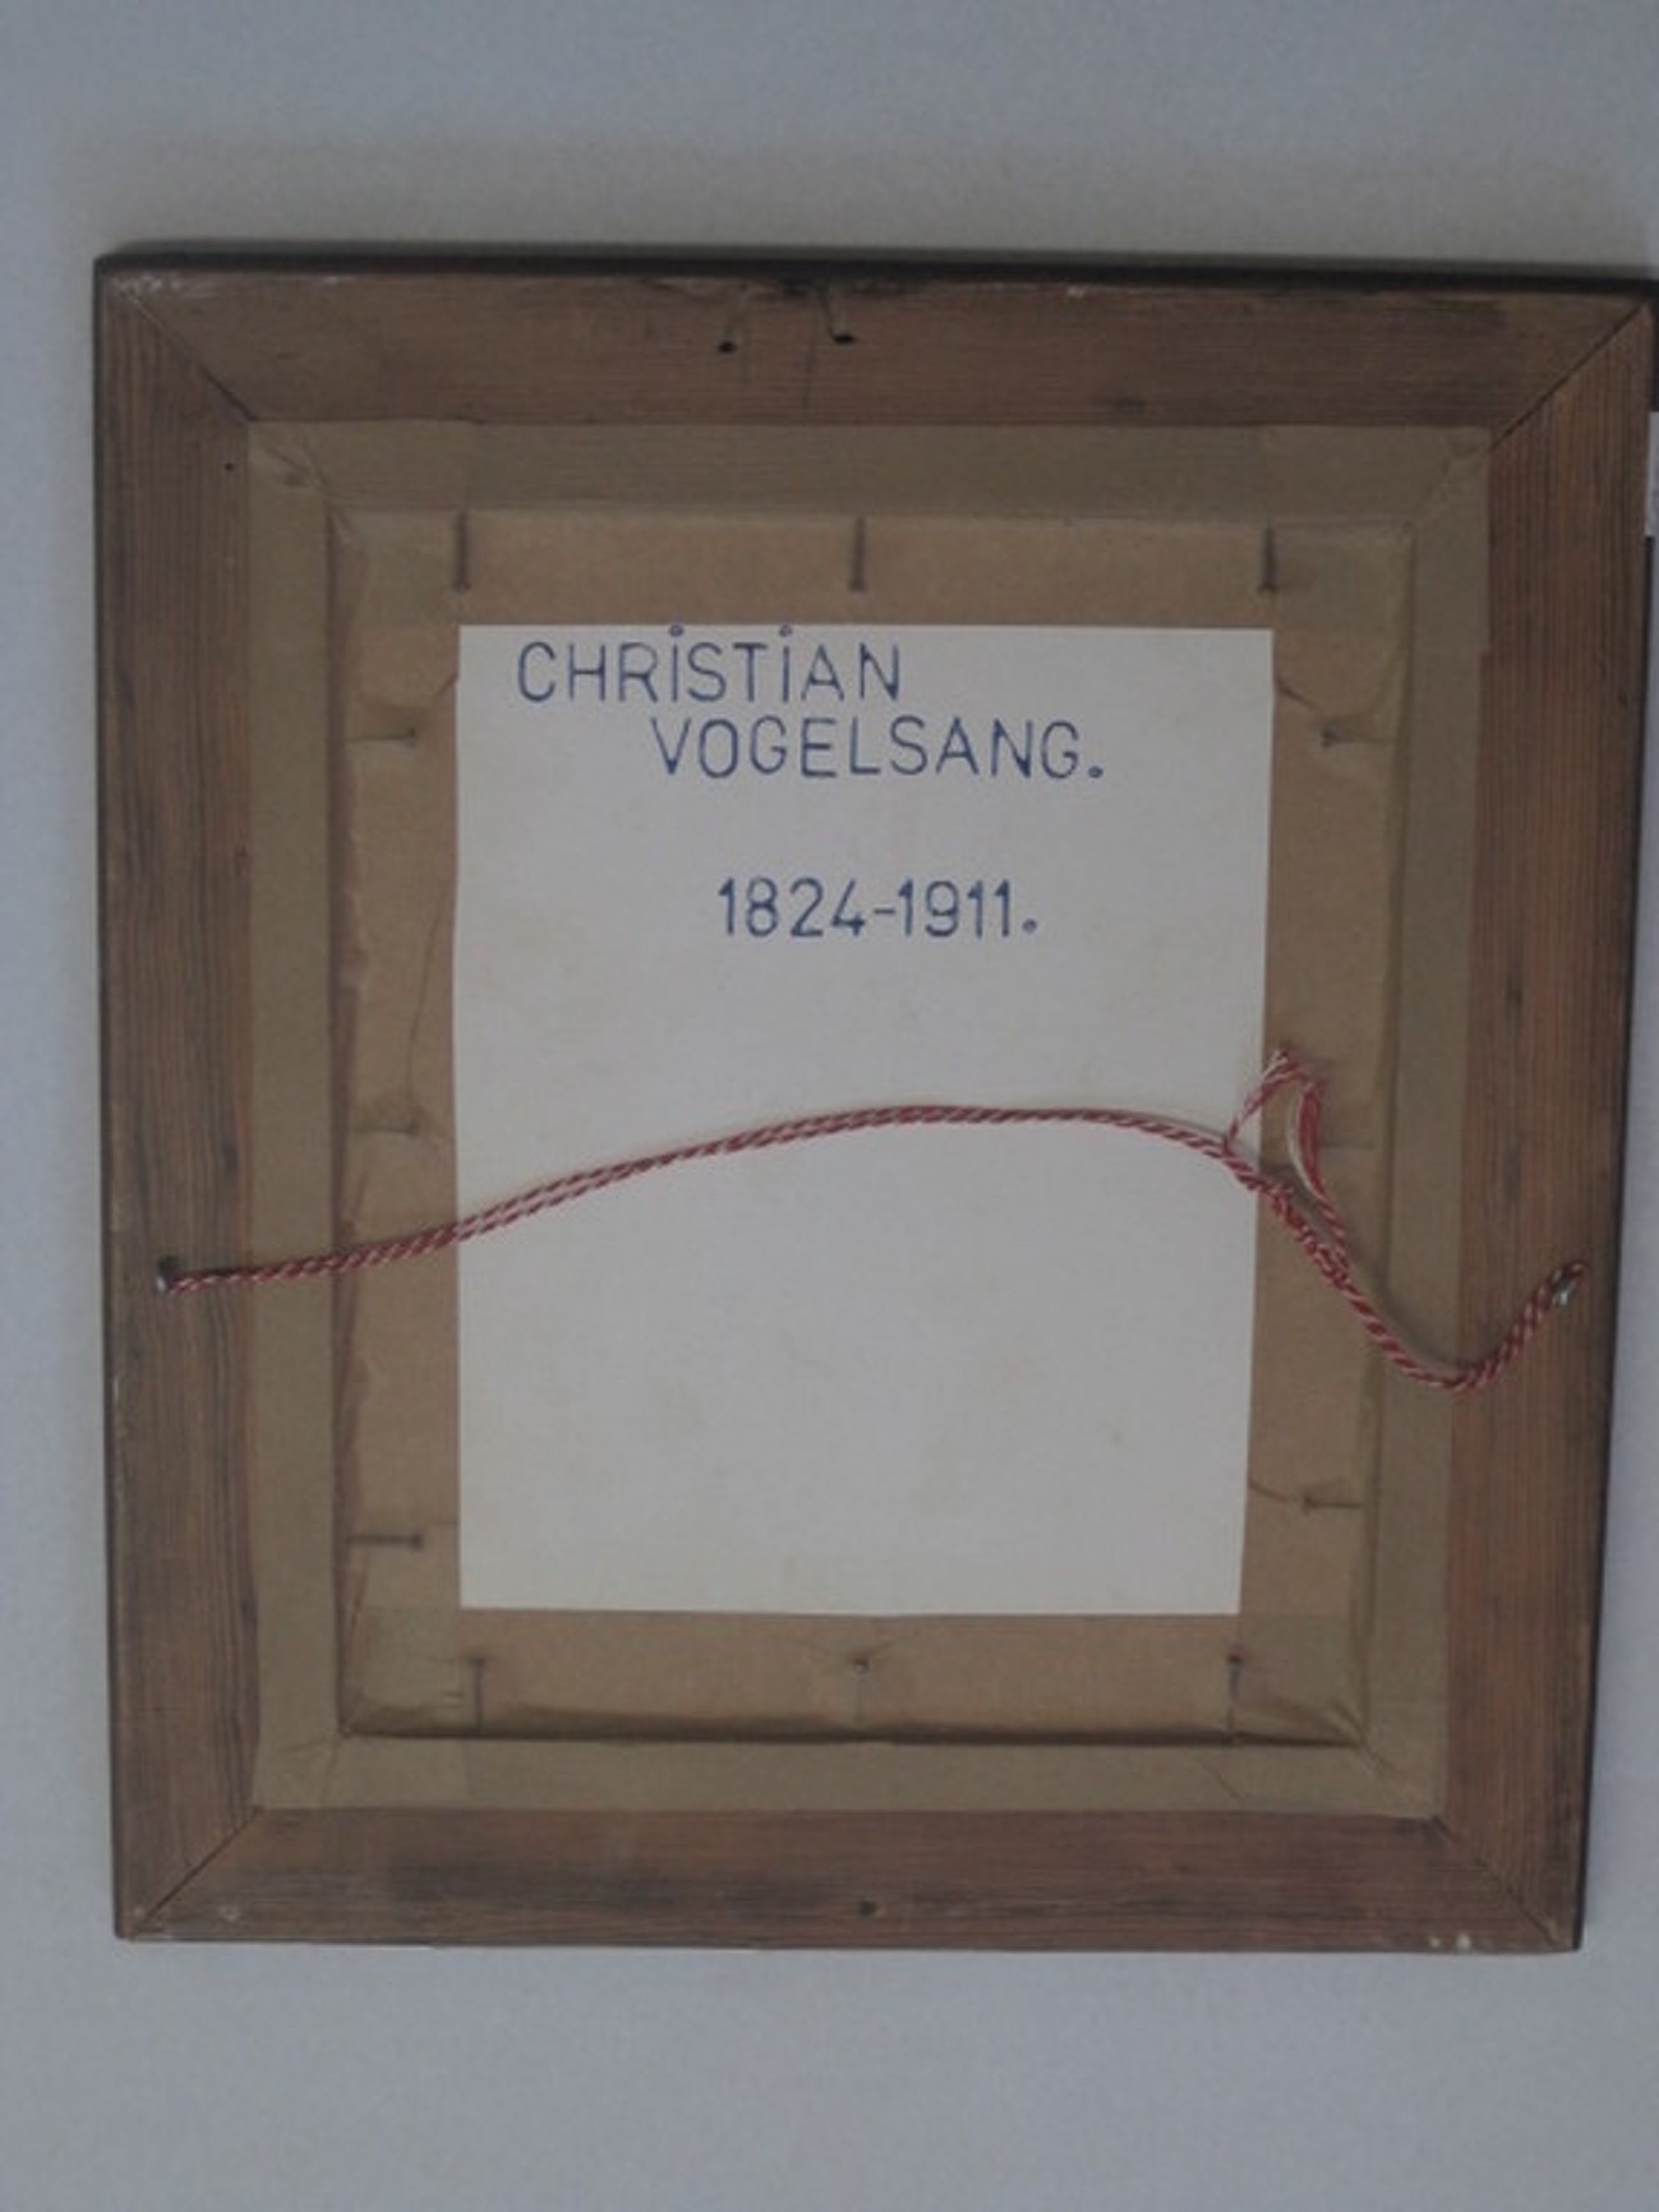 CHRiSTiAN
VOGELSANG.
1824-1911.